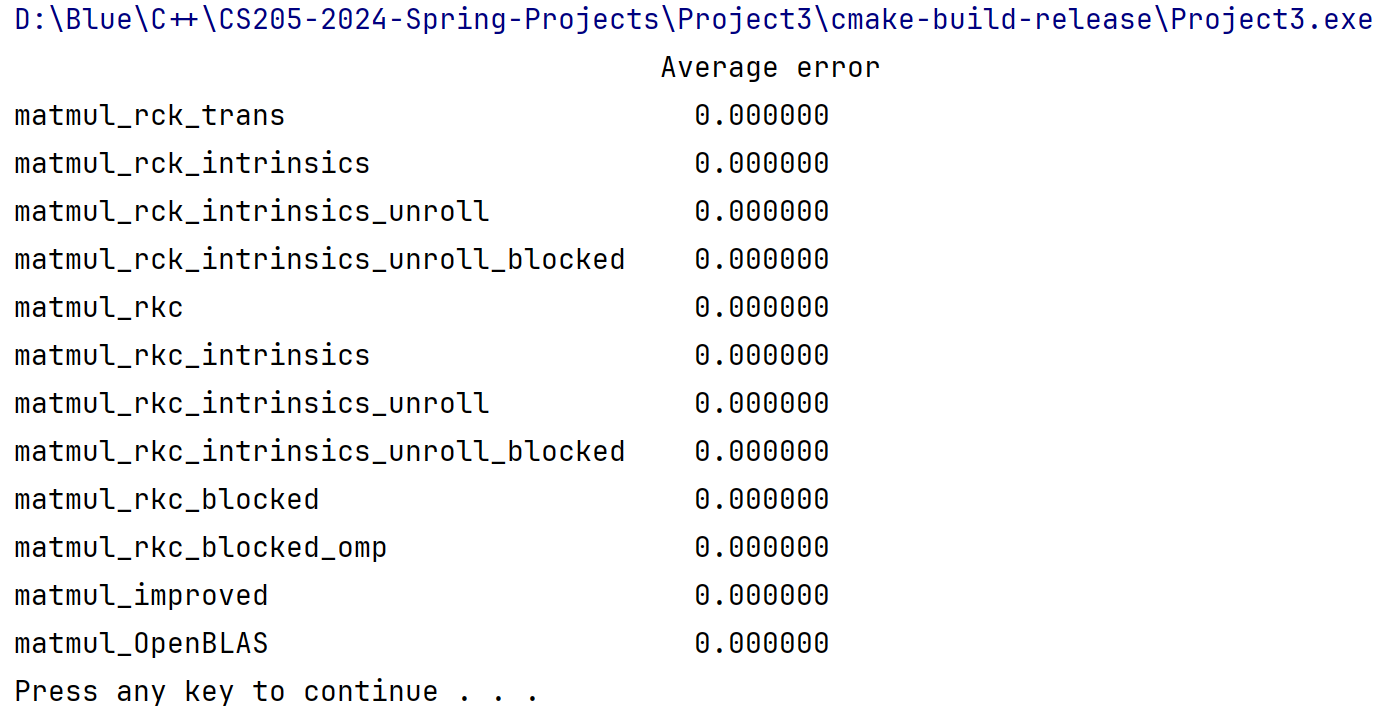 D:\Blue\C++\CS205-2024-Spring-Projects\Project3\cmake-build-release\Project3.exe
Average error
matmul_rck_trans 0.000000
matmul_rck_intrinsics 0.000000
matmul_rck_intrinsics_unroll 0.000000
matmul_rck_intrinsics_unroll_blocked 0.000000
matmul_rkc 0.000000
matmul_rkc_intrinsics 0.000000
matmul_rkc_intrinsics_unroll 0.000000
matmul_rkc_intrinsics_unroll_blocked 0.000000
matmul_rkc_blocked 0.000000
matmul_rkc_blocked_omp 0.000000
matmul_improved 0.000000
matmul_OpenBLAS 0.000000
Press any key to continue . . .